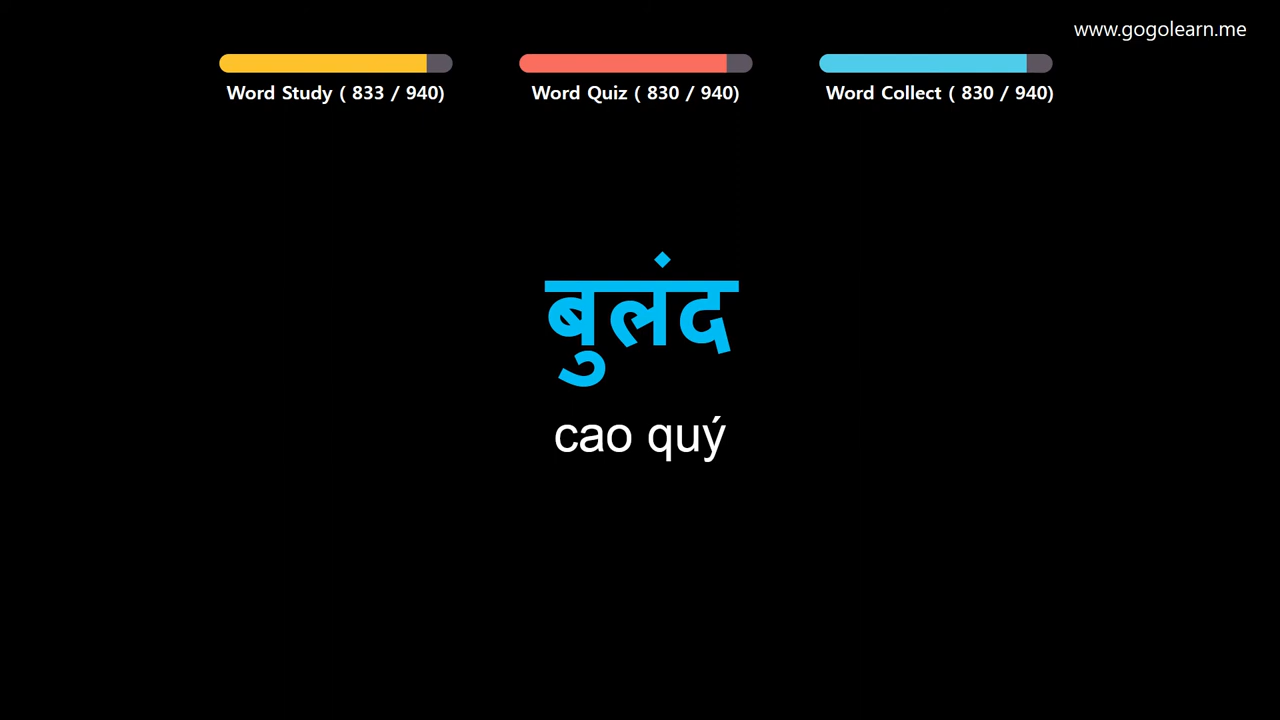 www.gogolearn.me
Word Study ( 833 / 940)
Word Quiz ( 830 / 940)
Word Collect ( 830 / 940)
बुलंद
cao quý